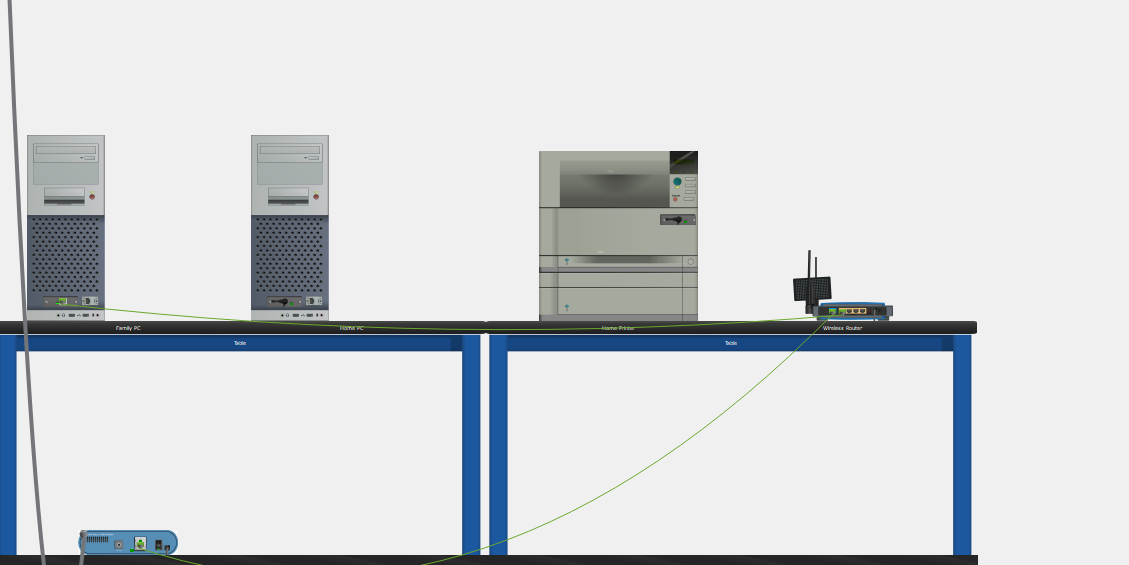 Family PC
Home PC
Home Printer
Wireless Router
Table
Table